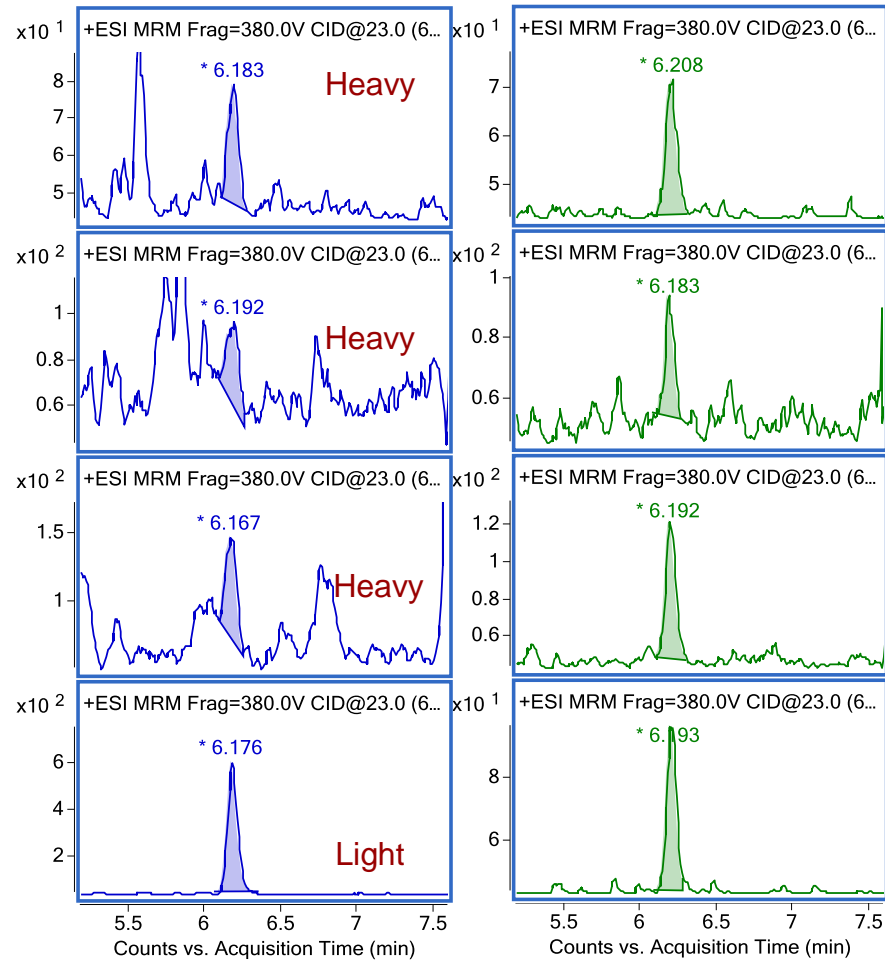 x10 1
+ESI MRM Frag=380.0V CID@23.0 (6...
* 6.183
Heavy
8
7
6
5
x10 1
+ESI MRM Frag=380.0V CID@23.0 (6...
* 6.208
7
6
5
x10 2
+ESI MRM Frag=380.0V CID@23.0 (6...
* 6.192
Heavy
1
0.8
0.6
x10 2
+ESI MRM Frag=380.0V CID@23.0 (6...
* 6.183
1
0.8
0.6
x10 2
+ESI MRM Frag=380.0V CID@23.0 (6...
* 6.167
Heavy
1.5
1
x10 2
+ESI MRM Frag=380.0V CID@23.0 (6...
* 6.192
1.2
1
0.8
0.6
x10 2
+ESI MRM Frag=380.0V CID@23.0 (6...
* 6.176
Light
6
4
2
5.5 6 6.5 7 7.5
Counts vs. Acquisition Time (min)
x10 1
+ESI MRM Frag=380.0V CID@23.0 (6...
* 6.193
8
6
5.5 6 6.5 7 7.5
Counts vs. Acquisition Time (min)